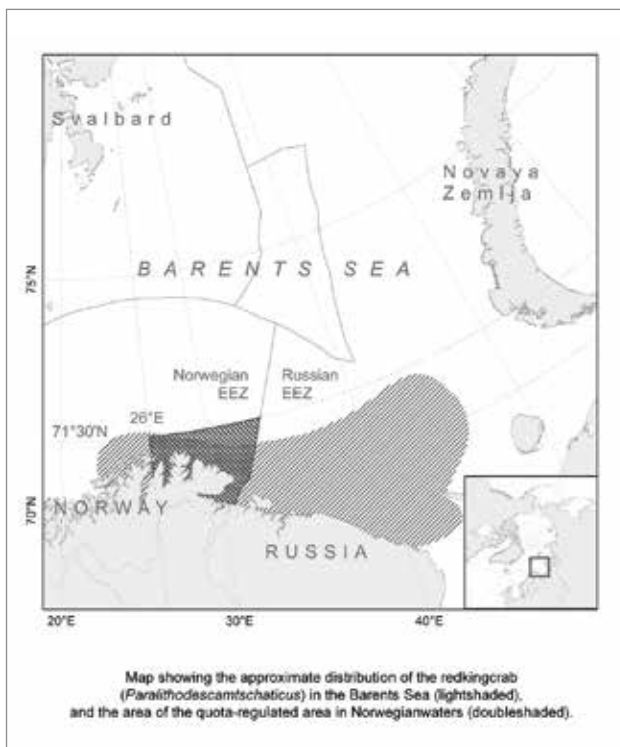 Svalbard
Novaya
Zemlja
BARENTS SEA
75°N
Norwegian
EEZ
Russian
EEZ
26°E
71°30'N
NORWAY
70°N
RUSSIA
20°E
30°E
40°E
Map showing the approximate distribution of the redkingcrab
(Paralithodescamtschaticus) in the Barents Sea (lightshaded),
and the area of the quota-regulated area in Norwegianwaters (doubleshaded).